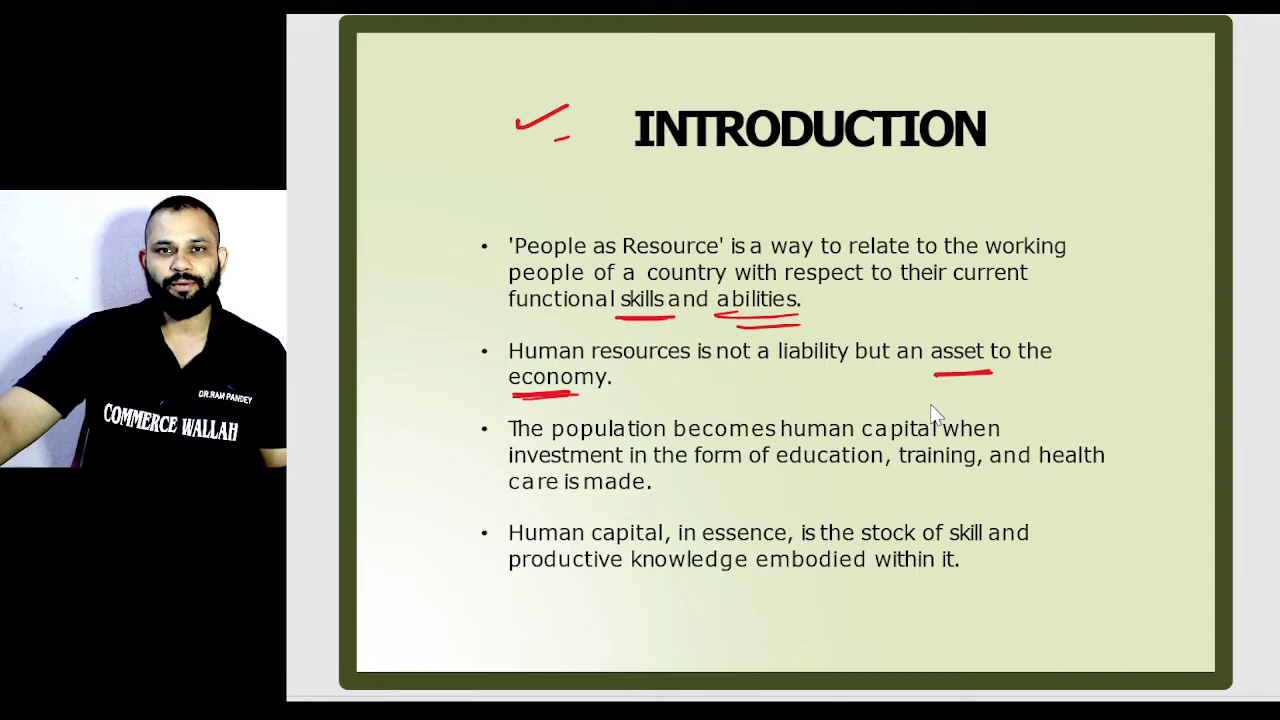 INTRODUCTION
• 'People as Resource' is a way to relate to the working
people of a country with respect to their current
functional skills and abilities.
• Human resources is not a liability but an asset to the
economy.
• The population becomes human capital when
investment in the form of education, training, and health
care is made.
• Human capital, in essence, is the stock of skill and
productive knowledge embodied within it.
DR.RAM PANDEY
COMMERCE WALLAH